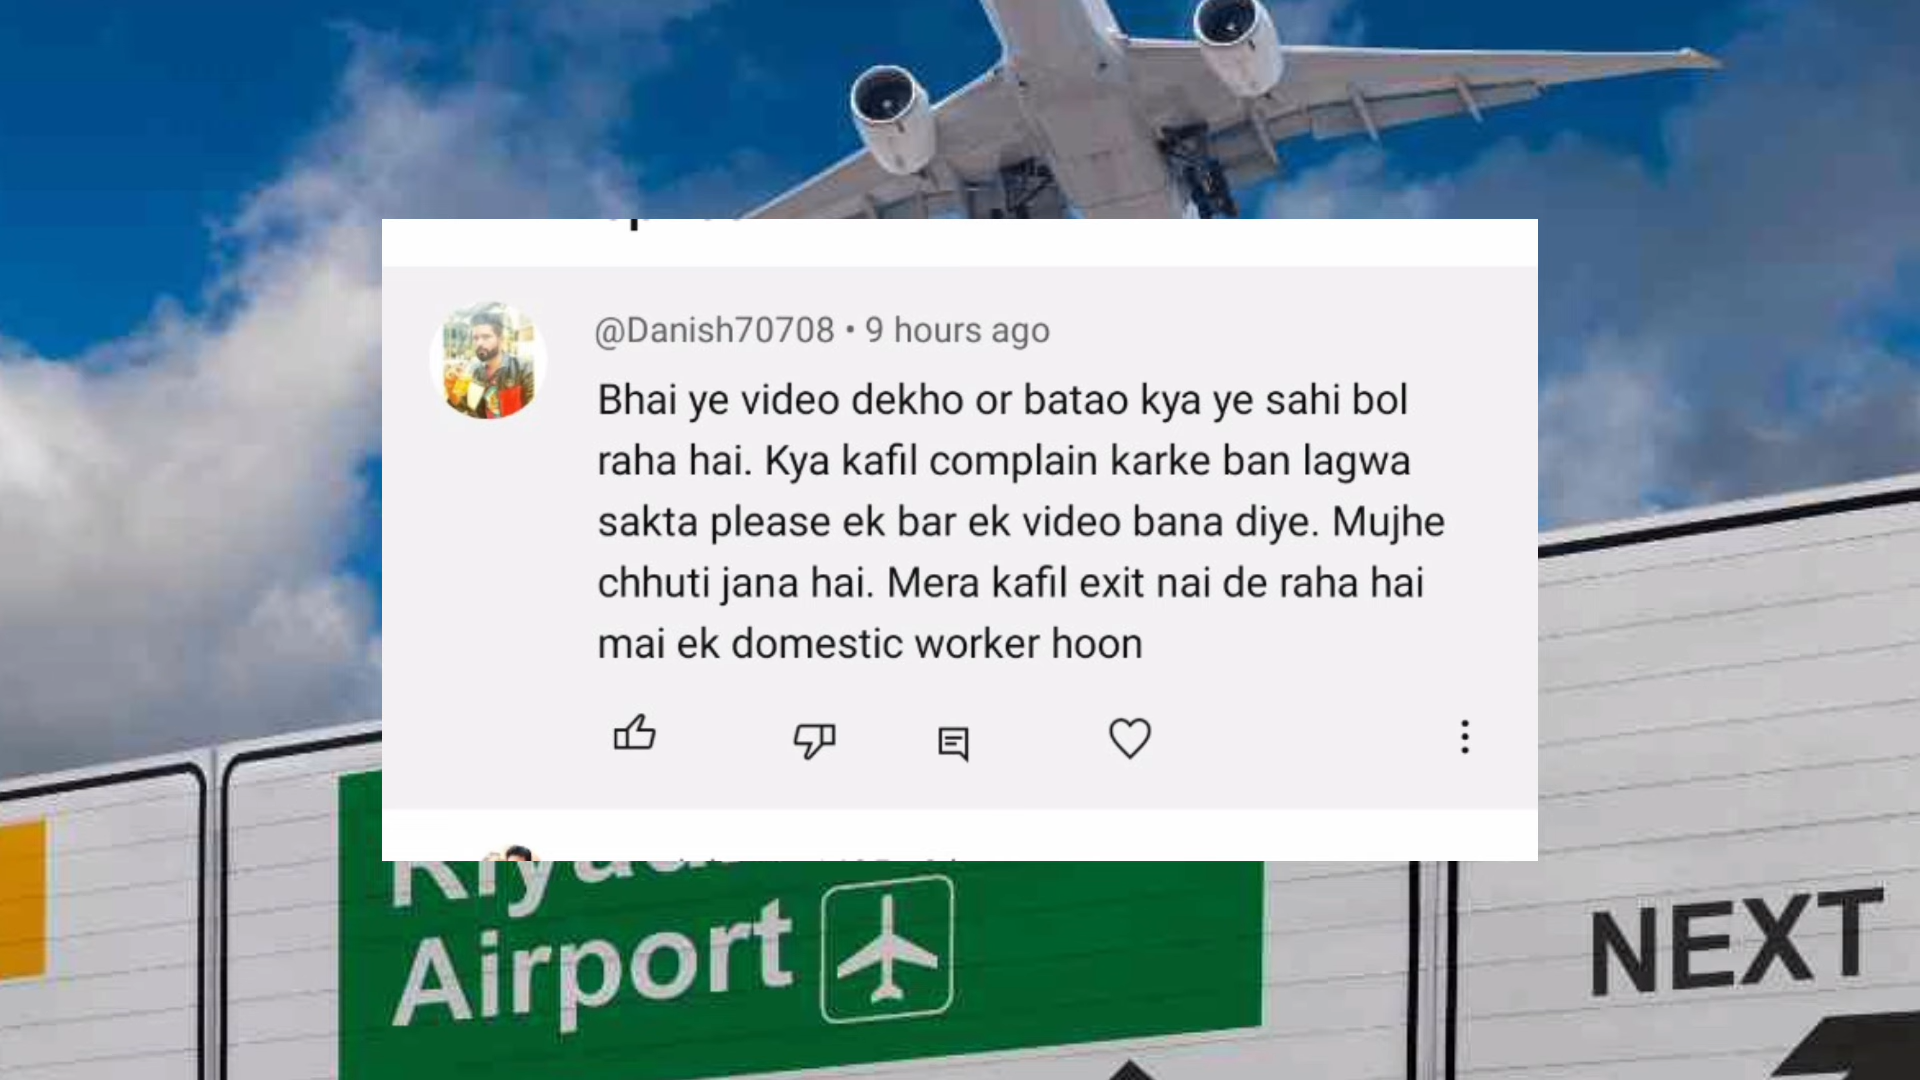 @Danish70708 • 9 hours ago
Bhai ye video dekho or batao kya ye sahi bol
raha hai. Kya kafil complain karke ban lagwa
sakta please ek bar ek video bana diye. Mujhe
chhuti jana hai. Mera kafil exit nai de raha hai
mai ek domestic worker hoon
Airport
NEXT